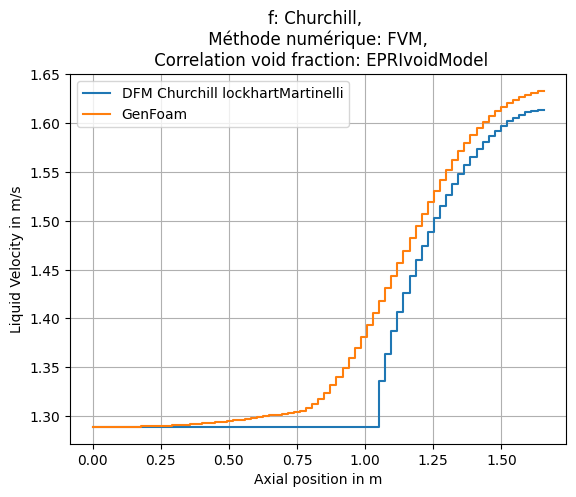 f: Churchill,
Méthode numérique: FVM,
Correlation void fraction: EPRIvoidModel
DFM Churchill lockhartMartinelli
GenFoam
Liquid Velocity in m/s
1.65
1.60
1.55
1.50
1.45
1.40
1.35
1.30
0.00 0.25 0.50 0.75 1.00 1.25 1.50
Axial position in m